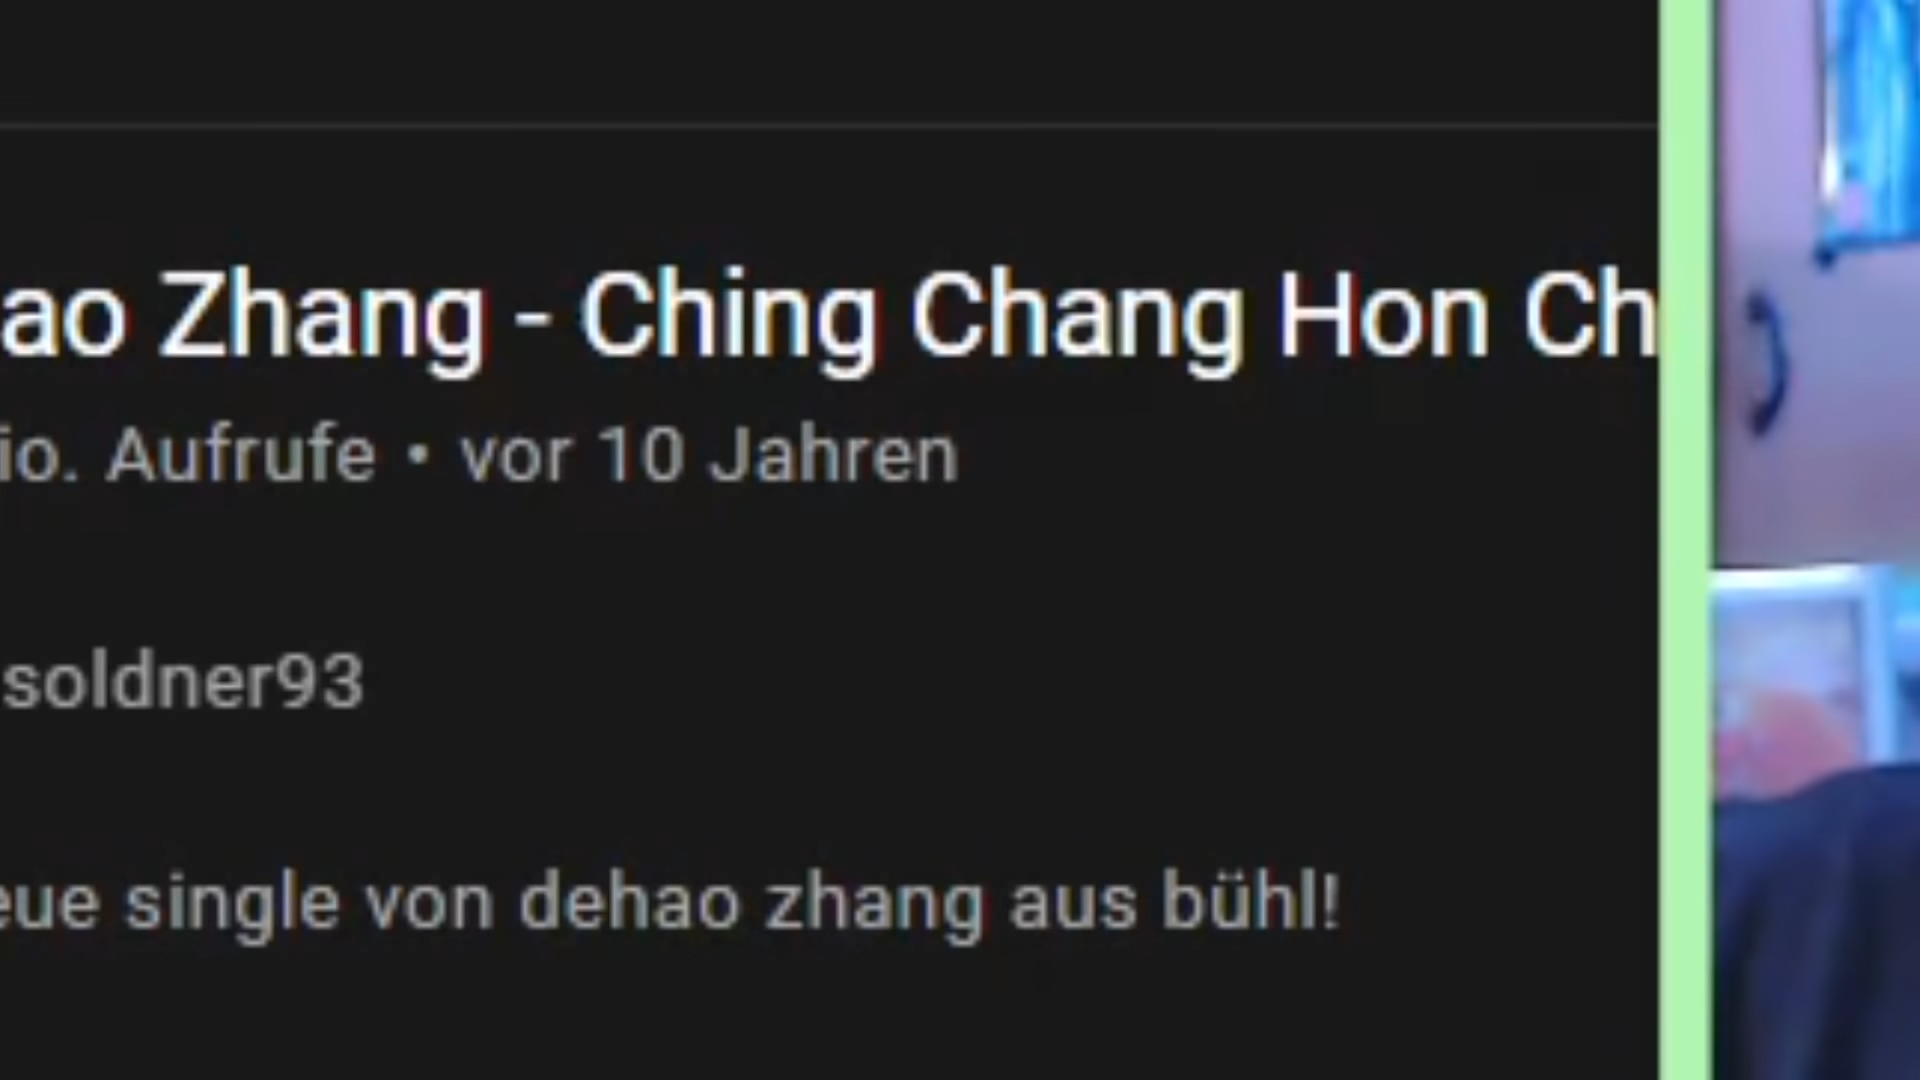 ao Zhang - Ching Chang Hon Ch
io. Aufrufe • vor 10 Jahren
soldner93
eue single von dehao zhang aus bühl!